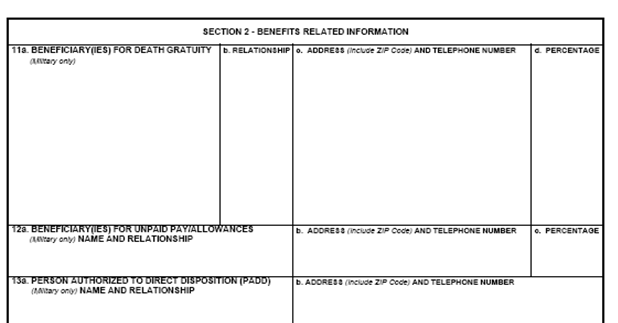 SECTION 2 - BENEFITS RELATED INFORMATION
11a. BENEFICIARY(IES) FOR DEATH GRATUITY
(Military only)
b. RELATIONSHIP
c. ADDRESS (Include ZIP Code) AND TELEPHONE NUMBER
d. PERCENTAGE
12a. BENEFICIARY(IES) FOR UNPAID PAY/ALLOWANCES
(Military only) NAME AND RELATIONSHIP
b. ADDRESS (Include ZIP Code) AND TELEPHONE NUMBER
c. PERCENTAGE
13a. PERSON AUTHORIZED TO DIRECT DISPOSITION (PADD)
(Military only) NAME AND RELATIONSHIP
b. ADDRESS (Include ZIP Code) AND TELEPHONE NUMBER